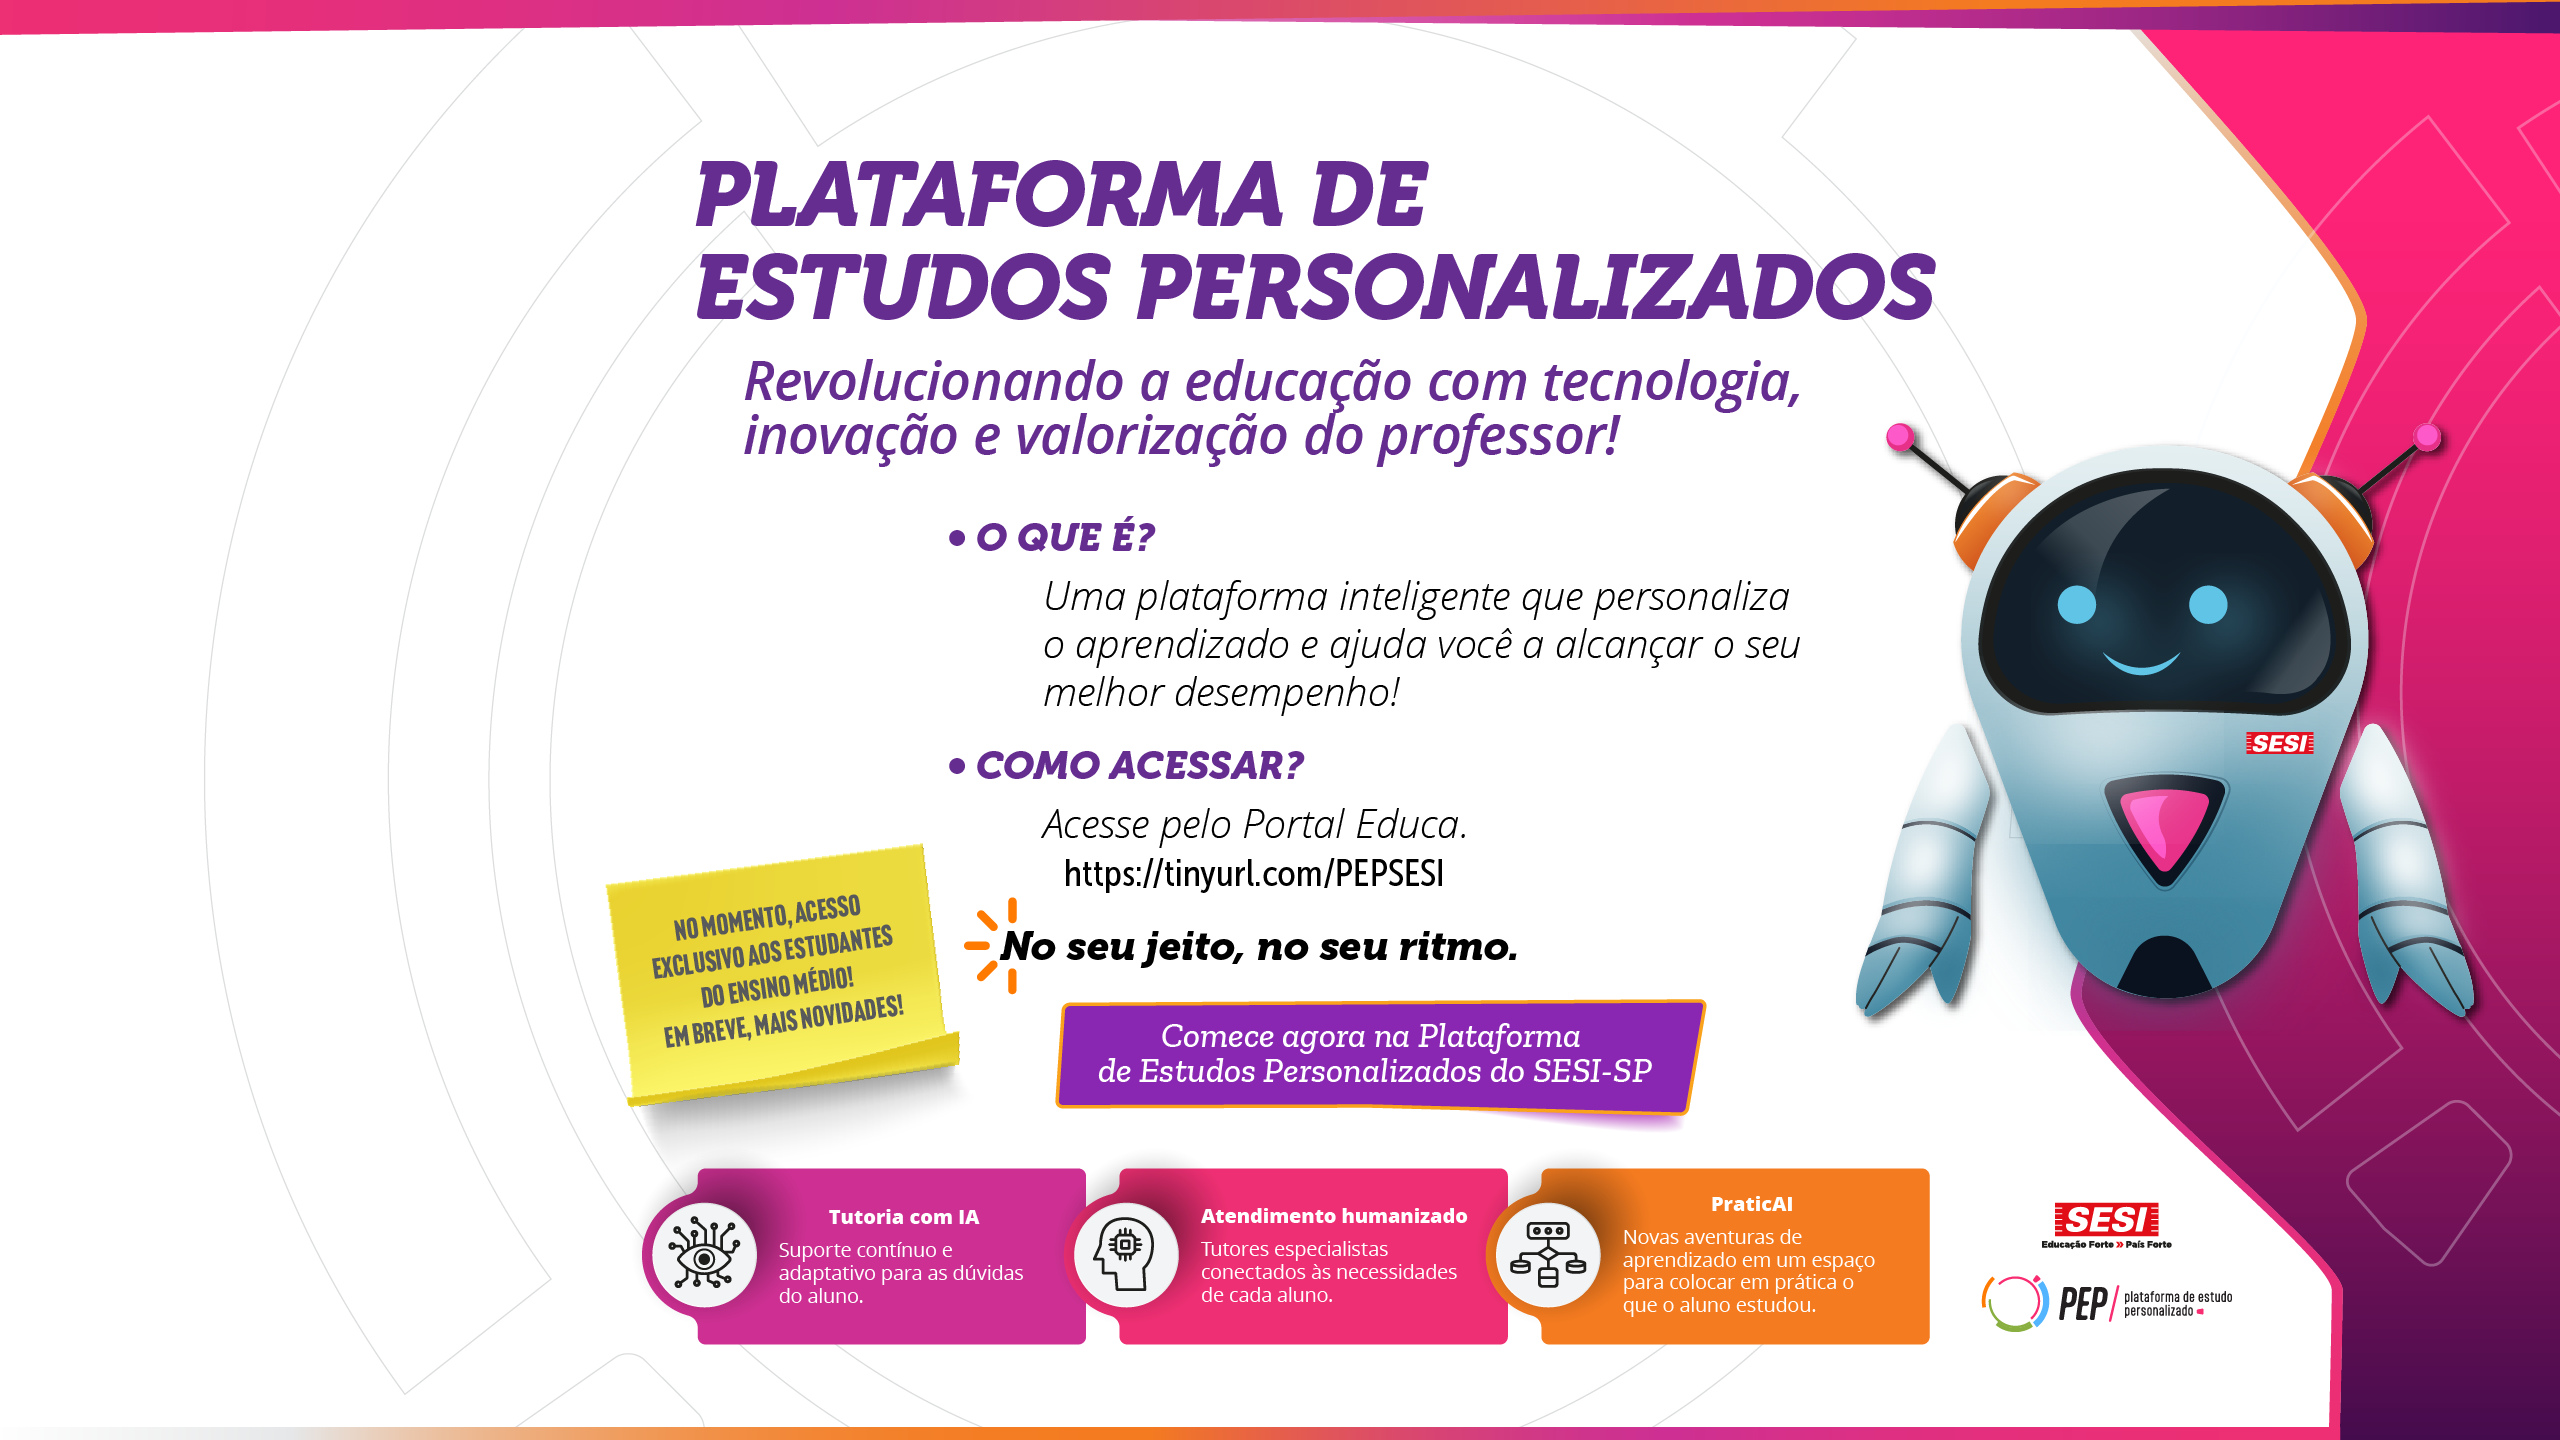 PLATAFORMA DE
ESTUDOS PERSONALIZADOS
Revolucionando a educação com tecnologia,
inovação e valorização do professor!
• O QUE É?
Uma plataforma inteligente que personaliza
o aprendizado e ajuda você a alcançar o seu
melhor desempenho!
• COMO ACESSAR?
Acesse pelo Portal Educa.
https://tinyurl.com/PEPSESI
No seu jeito, no seu ritmo.
NO MOMENTO, ACESSO
EXCLUSIVO AOS ESTUDANTES
DO ENSINO MÉDIO!
EM BREVE, MAIS NOVIDADES!
Comece agora na Plataforma
de Estudos Personalizados do SESI-SP
SESI
Tutoria com IA
Suporte contínuo e
adaptativo para as dúvidas
do aluno.
Atendimento humanizado
Tutores especialistas
conectados às necessidades
de cada aluno.
PraticAI
Novas aventuras de
aprendizado em um espaço
para colocar em prática o
que o aluno estudou.
SESI
Educação Forte » País Forte
PEP/ plataforma de estudo
personalizado